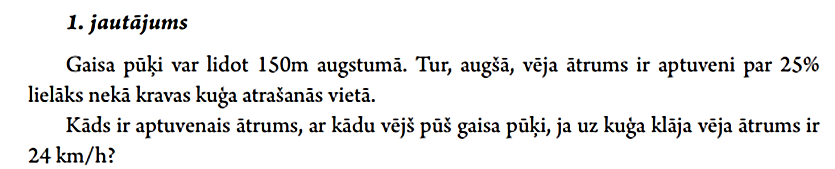 1. jautājums
Gaisa pūķi var lidot 150m augstumā. Tur, augšā, vēja ātrums ir aptuveni par 25%
lielāks nekā kravas kuģa atrašanās vietā.
Kāds ir aptuvenais ātrums, ar kādu vējš pūš gaisa pūķi, ja uz kuģa klāja vēja ātrums ir
24 km/h?